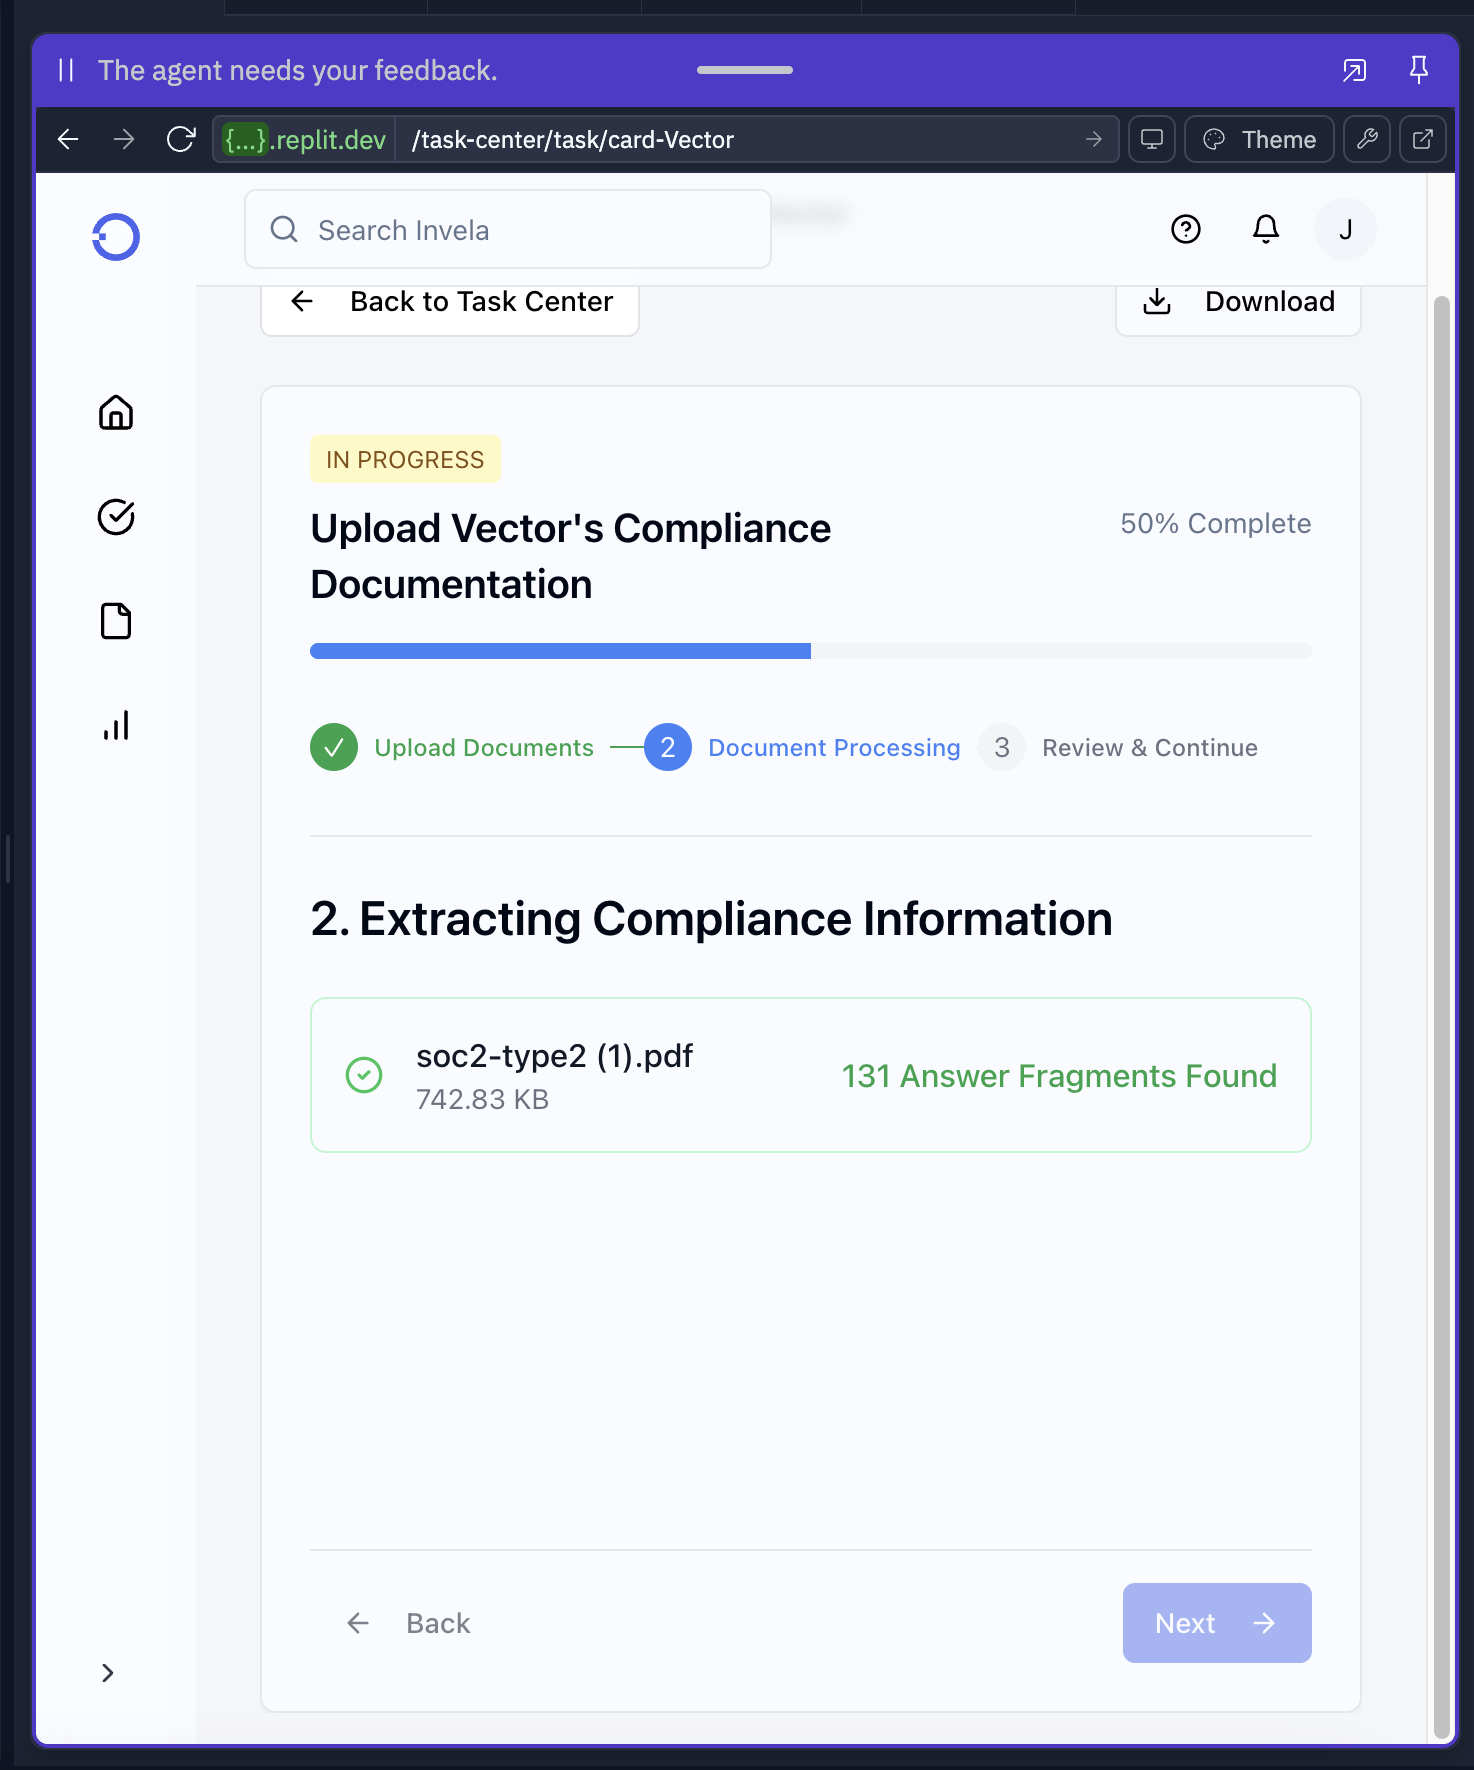 The agent needs your feedback.
{...}.replit.dev /task-center/task/card-Vector Theme
Search Invela J
Back to Task Center Download
IN PROGRESS
Upload Vector's Compliance
Documentation
50% Complete
Upload Documents 2 Document Processing 3 Review & Continue
2. Extracting Compliance Information
soc2-type2 (1).pdf
742.83 KB
131 Answer Fragments Found
Back Next